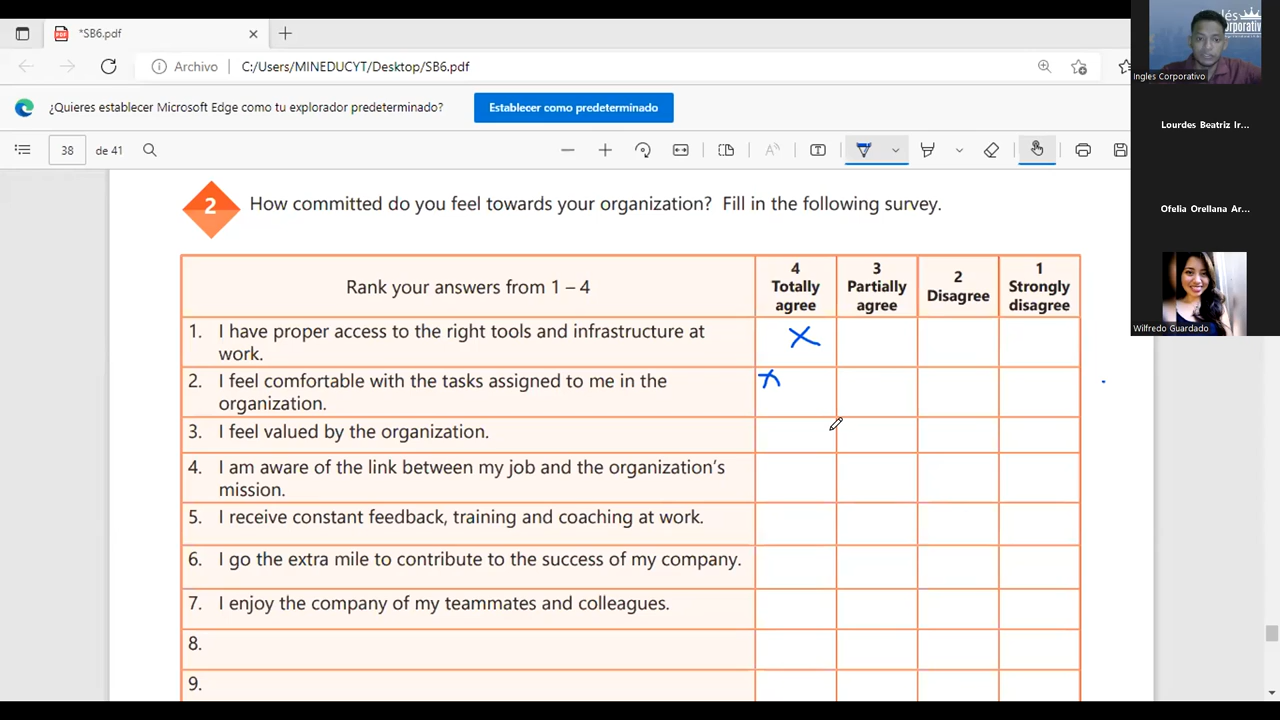 *SB6.pdf
Archivo
C:/Users/MINEDUCYT/Desktop/SB6.pdf
¿Quieres establecer Microsoft Edge como tu explorador predeterminado?
Establecer como predeterminado
38
de 41
2
How committed do you feel towards your organization? Fill in the following survey.
Rank your answers from 1 – 4
4
Totally
agree
3
Partially
agree
2
Disagree
1
Strongly
disagree
1. I have proper access to the right tools and infrastructure at
work.
X
2. I feel comfortable with the tasks assigned to me in the
organization.
X
3. I feel valued by the organization.
4. I am aware of the link between my job and the organization's
mission.
5. I receive constant feedback, training and coaching at work.
6. I go the extra mile to contribute to the success of my company.
7. I enjoy the company of my teammates and colleagues.
8.
9.
Ingles Corporativo
Lourdes Beatriz Ir...
Ofelia Orellana Ar...
Wilfredo Guardado